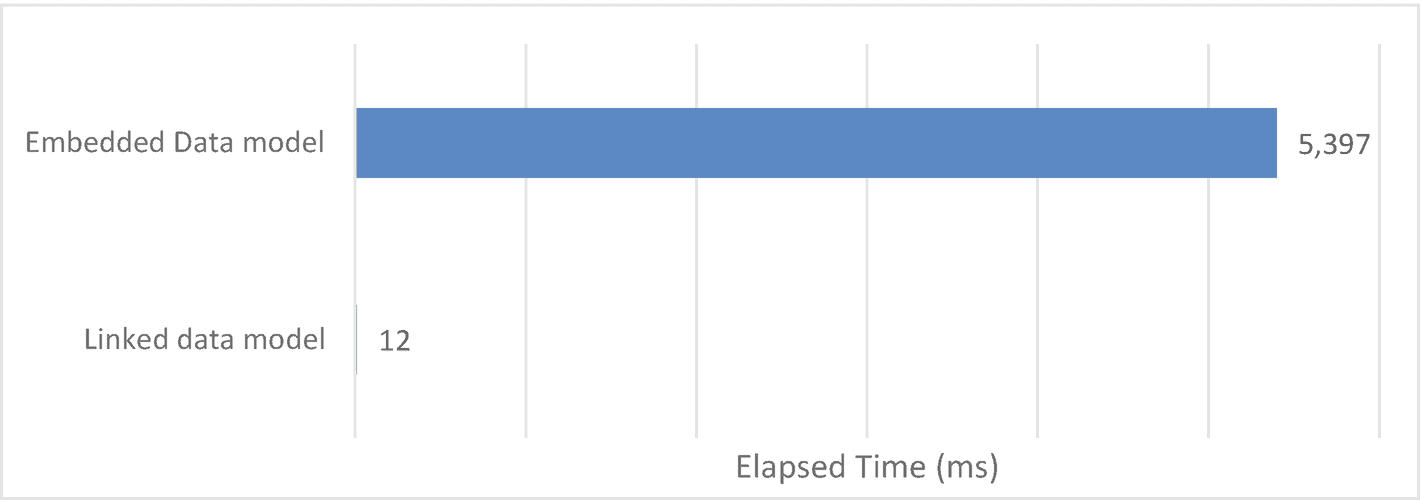 Embedded Data model
5,397
Linked data model
12
Elapsed Time (ms)